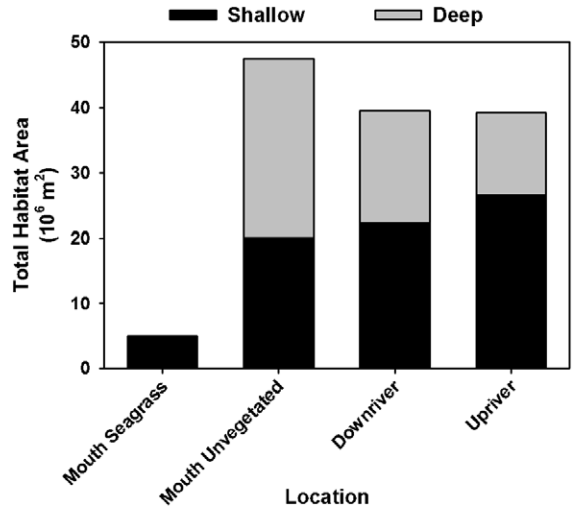 Shallow Deep
50
40
30
20
10
0
Total Habitat Area
(10⁶ m²)
Mouth Seagrass
Mouth Unvegetated
Downriver
Upriver
Location